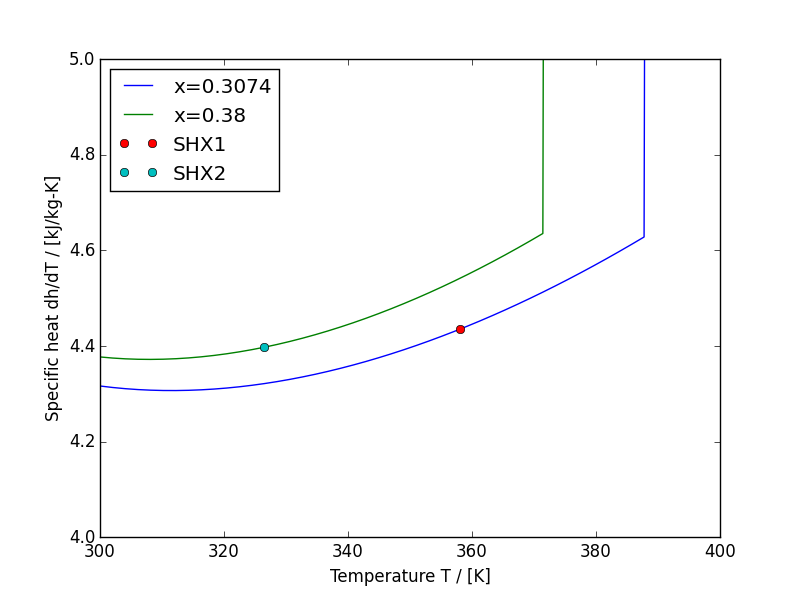 5.0
4.8
4.6
4.4
4.2
4.0
Specific heat dh/dT / [kJ/kg-K]
x=0.3074
x=0.38
SHX1
SHX2
300 320 340 360 380 400
Temperature T / [K]